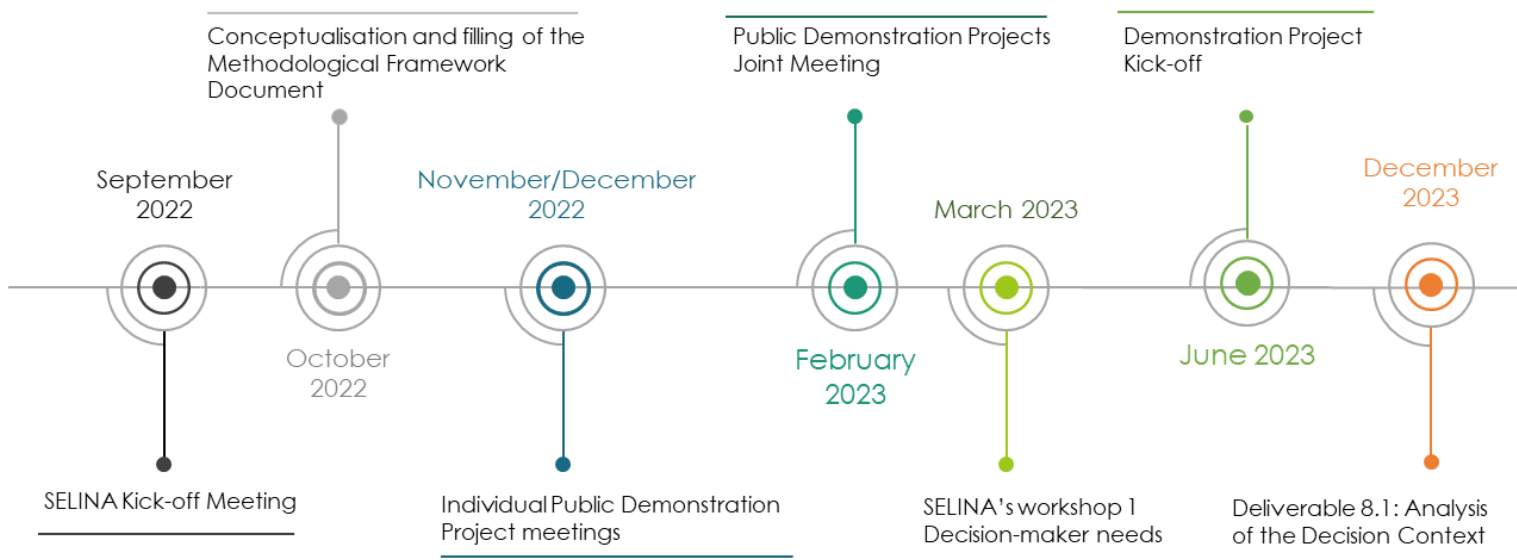 Conceptualisation and filling of the
Methodological Framework
Document
Public Demonstration Projects
Joint Meeting
Demonstration Project
Kick-off
September
2022
November/December
2022
March 2023
December
2023
October
2022
February
2023
June 2023
SELINA Kick-off Meeting
Individual Public Demonstration
Project meetings
SELINA’s workshop 1
Decision-maker needs
Deliverable 8.1: Analysis
of the Decision Context